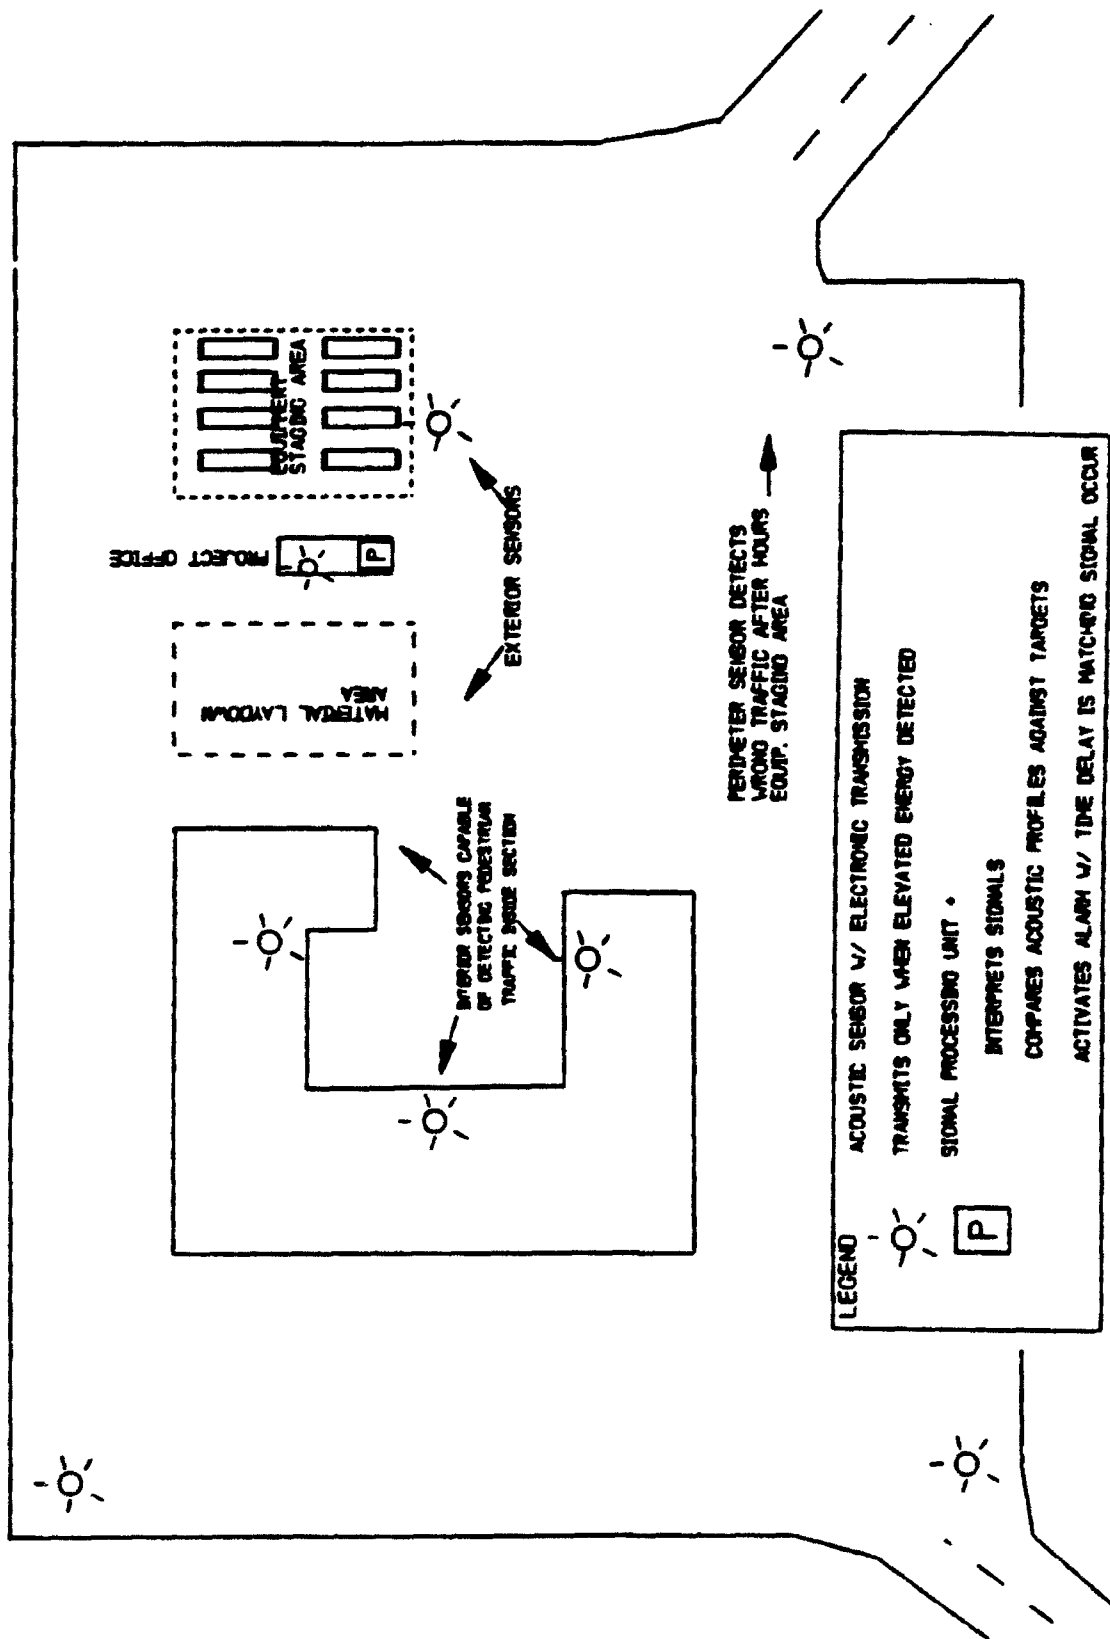 EQUIPMENT
STAGING AREA
PROJECT OFFICE
P
MATERIAL LAYDOWN
AREA
EXTERIOR SENSORS
INTERIOR SENSORS CAPABLE
OF DETECTING PEDESTRIAN
TRAFFIC INSIDE SECTION
PERIMETER SENSOR DETECTS
WRONG TRAFFIC AFTER HOURS
EQUIP. STAGING AREA
LEGEND
ACOUSTIC SENSOR W/ ELECTRONIC TRANSMISSION
TRANSMITS ONLY WHEN ELEVATED ENERGY DETECTED
P
SIGNAL PROCESSING UNIT +
INTERPRETS SIGNALS
COMPARES ACOUSTIC PROFILES AGAINST TARGETS
ACTIVATES ALARM W/ TIME DELAY IS MATCHING SIGNAL OCCUR